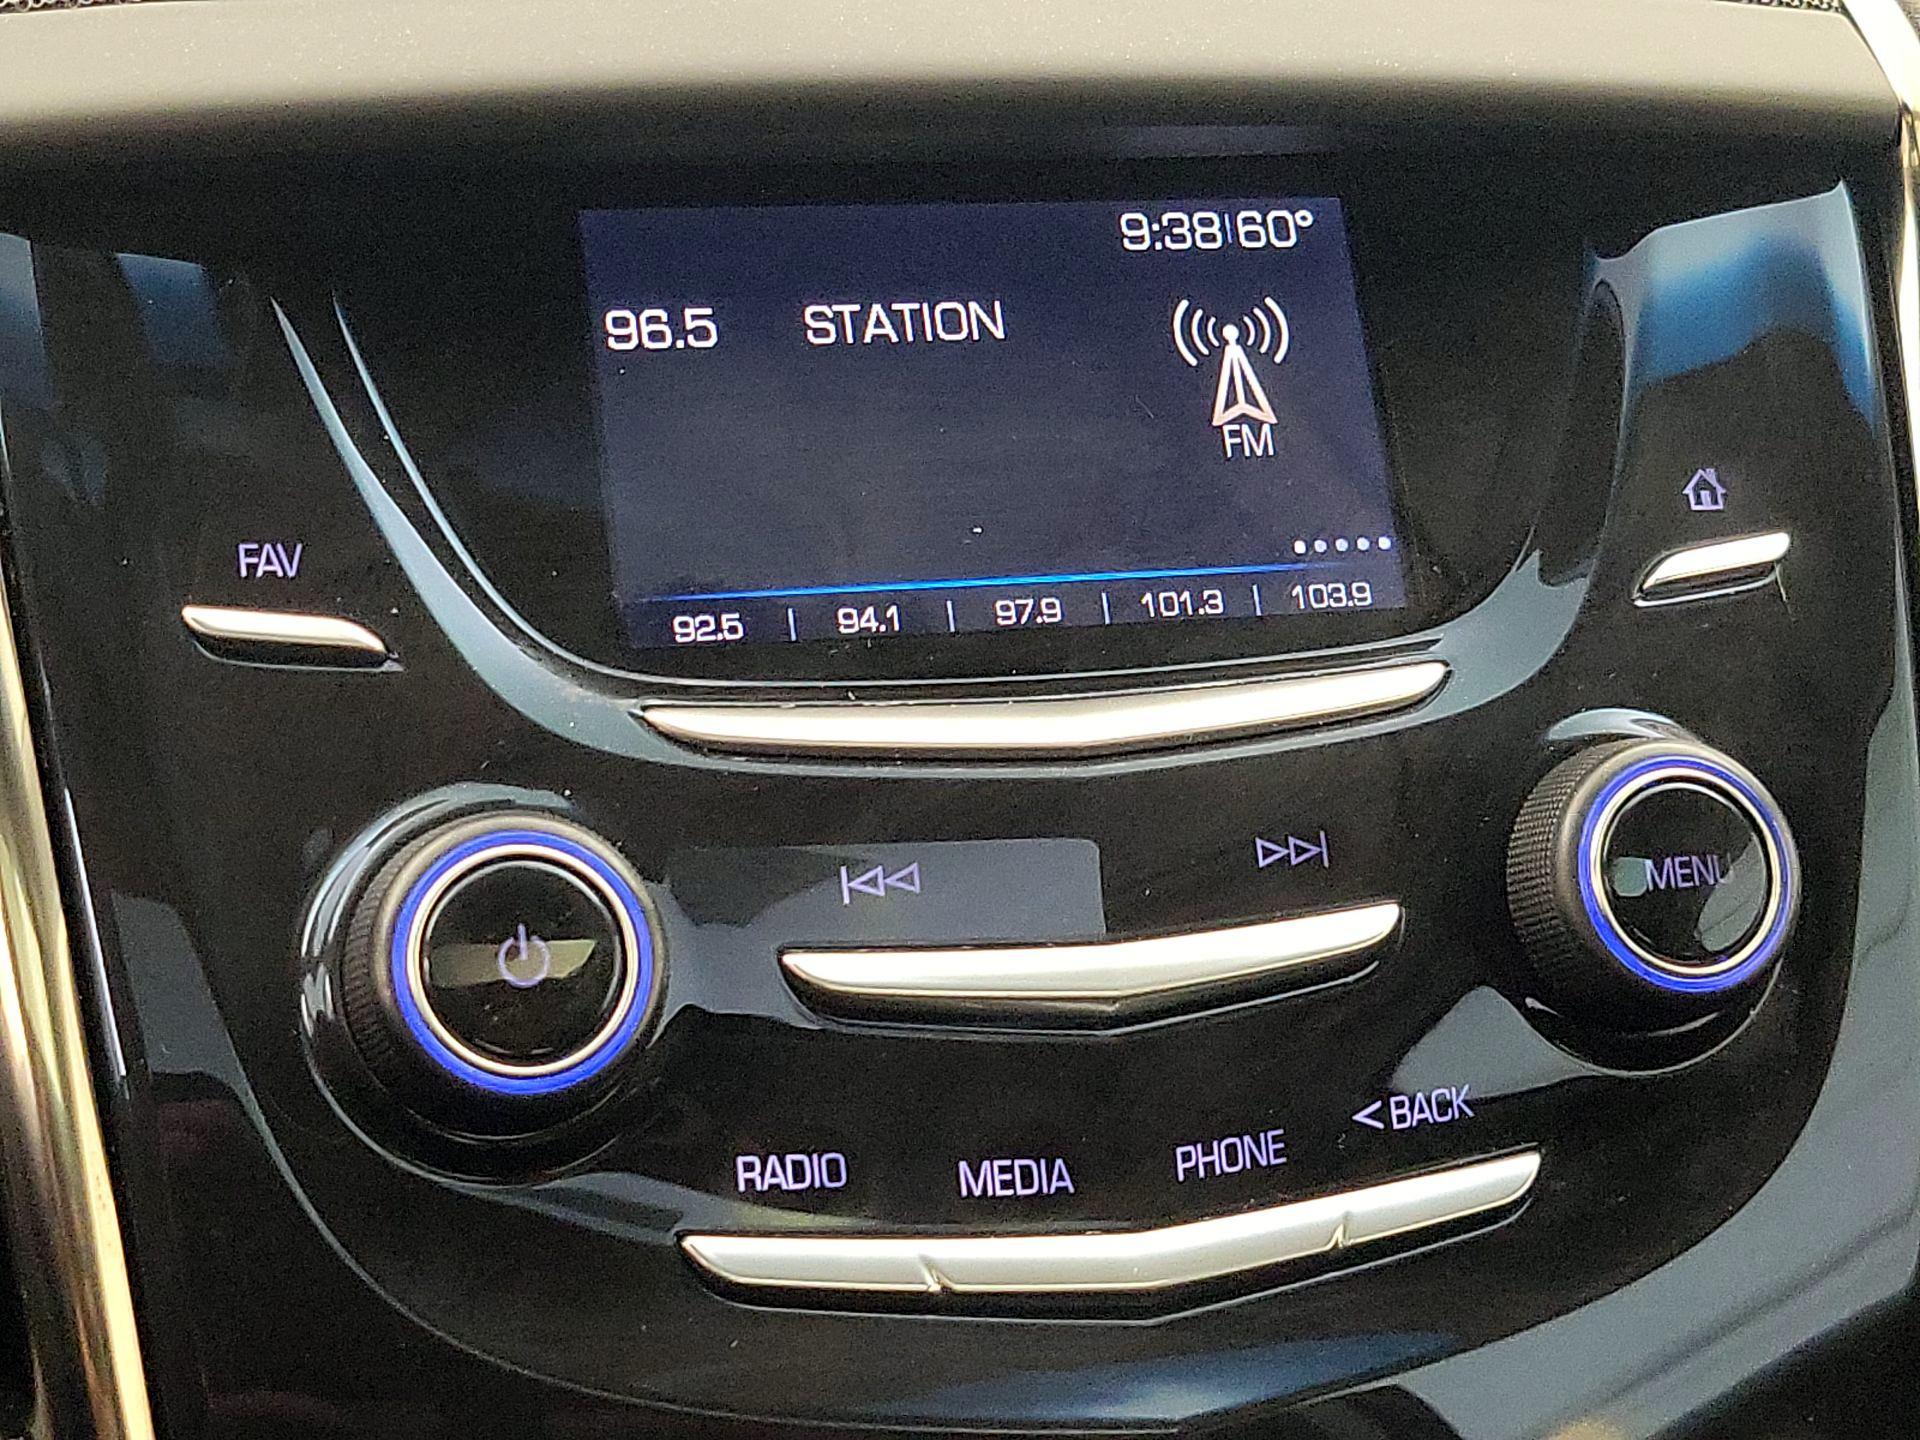 9:38|60°
96.5 STATION
FM
FAV
92.5 | 94.1 | 97.9 | 101.3 | 103.9
MENU
RADIO MEDIA PHONE <BACK